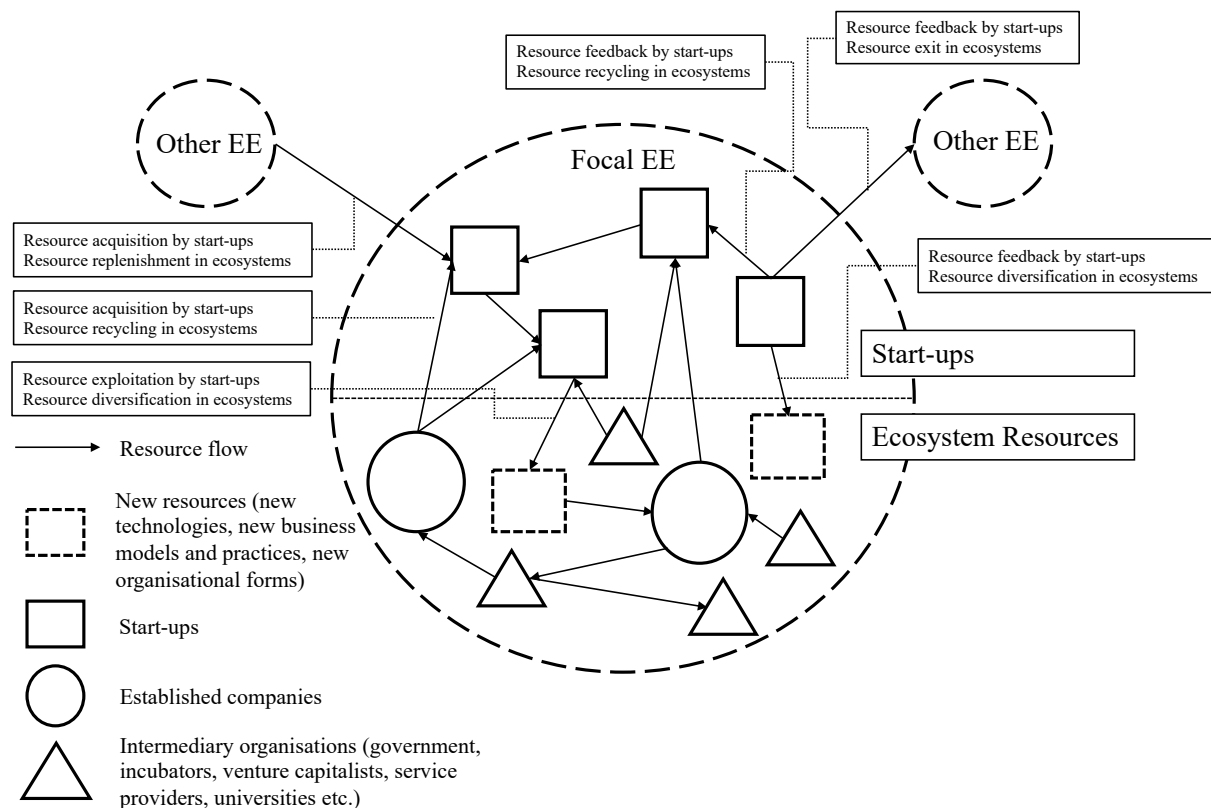 Resource feedback by start-ups
Resource recycling in ecosystems
Resource feedback by start-ups
Resource exit in ecosystems
Other EE
Other EE
Focal EE
Resource acquisition by start-ups
Resource replenishment in ecosystems
Resource feedback by start-ups
Resource diversification in ecosystems
Resource acquisition by start-ups
Resource recycling in ecosystems
Start-ups
Resource exploitation by start-ups
Resource diversification in ecosystems
Ecosystem Resources
Resource flow
New resources (new
technologies, new business
models and practices, new
organisational forms)
Start-ups
Established companies
Intermediary organisations (government,
incubators, venture capitalists, service
providers, universities etc.)